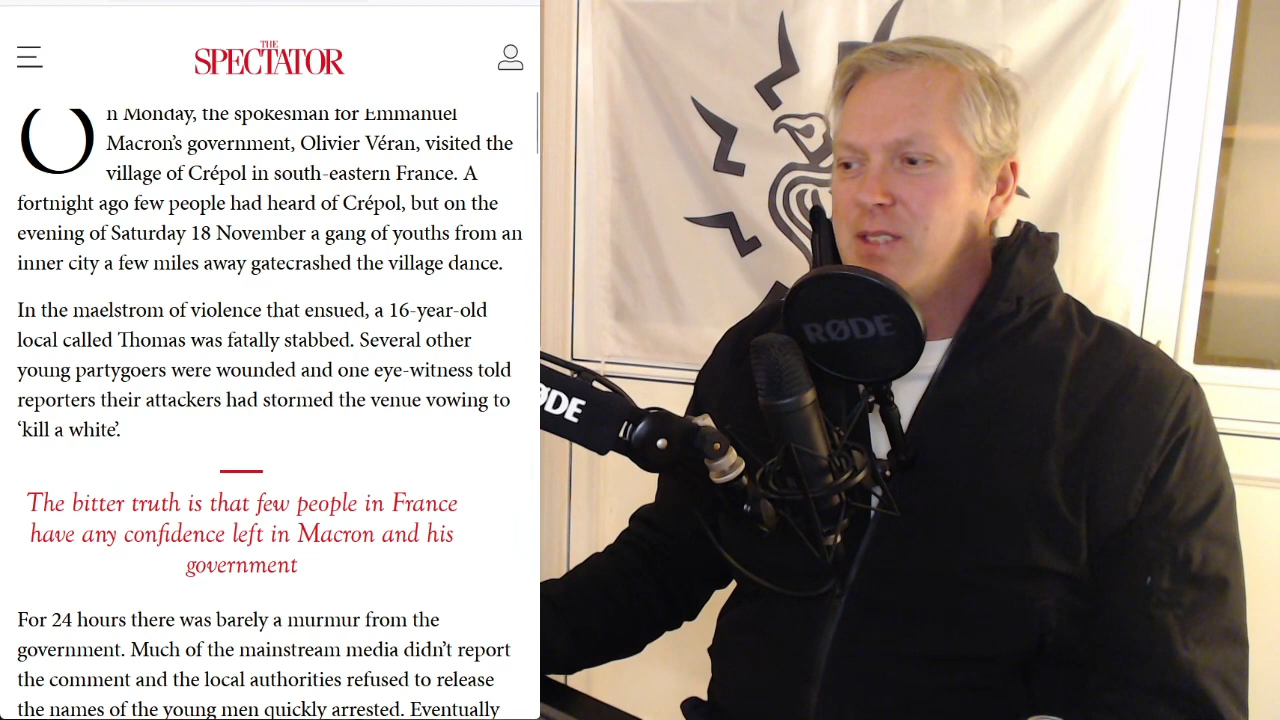 THE
SPECTATOR
On Monday, the spokesman for Emmanuel
Macron’s government, Olivier Véran, visited the
village of Crépol in south-eastern France. A
fortnight ago few people had heard of Crépol, but on the
evening of Saturday 18 November a gang of youths from an
inner city a few miles away gatecrashed the village dance.
In the maelstrom of violence that ensued, a 16-year-old
local called Thomas was fatally stabbed. Several other
young partygoers were wounded and one eye-witness told
reporters their attackers had stormed the venue vowing to
‘kill a white’.
The bitter truth is that few people in France
have any confidence left in Macron and his
government
For 24 hours there was barely a murmur from the
government. Much of the mainstream media didn’t report
the comment and the local authorities refused to release
the names of the young men quickly arrested. Eventually
RØDE
ØDE